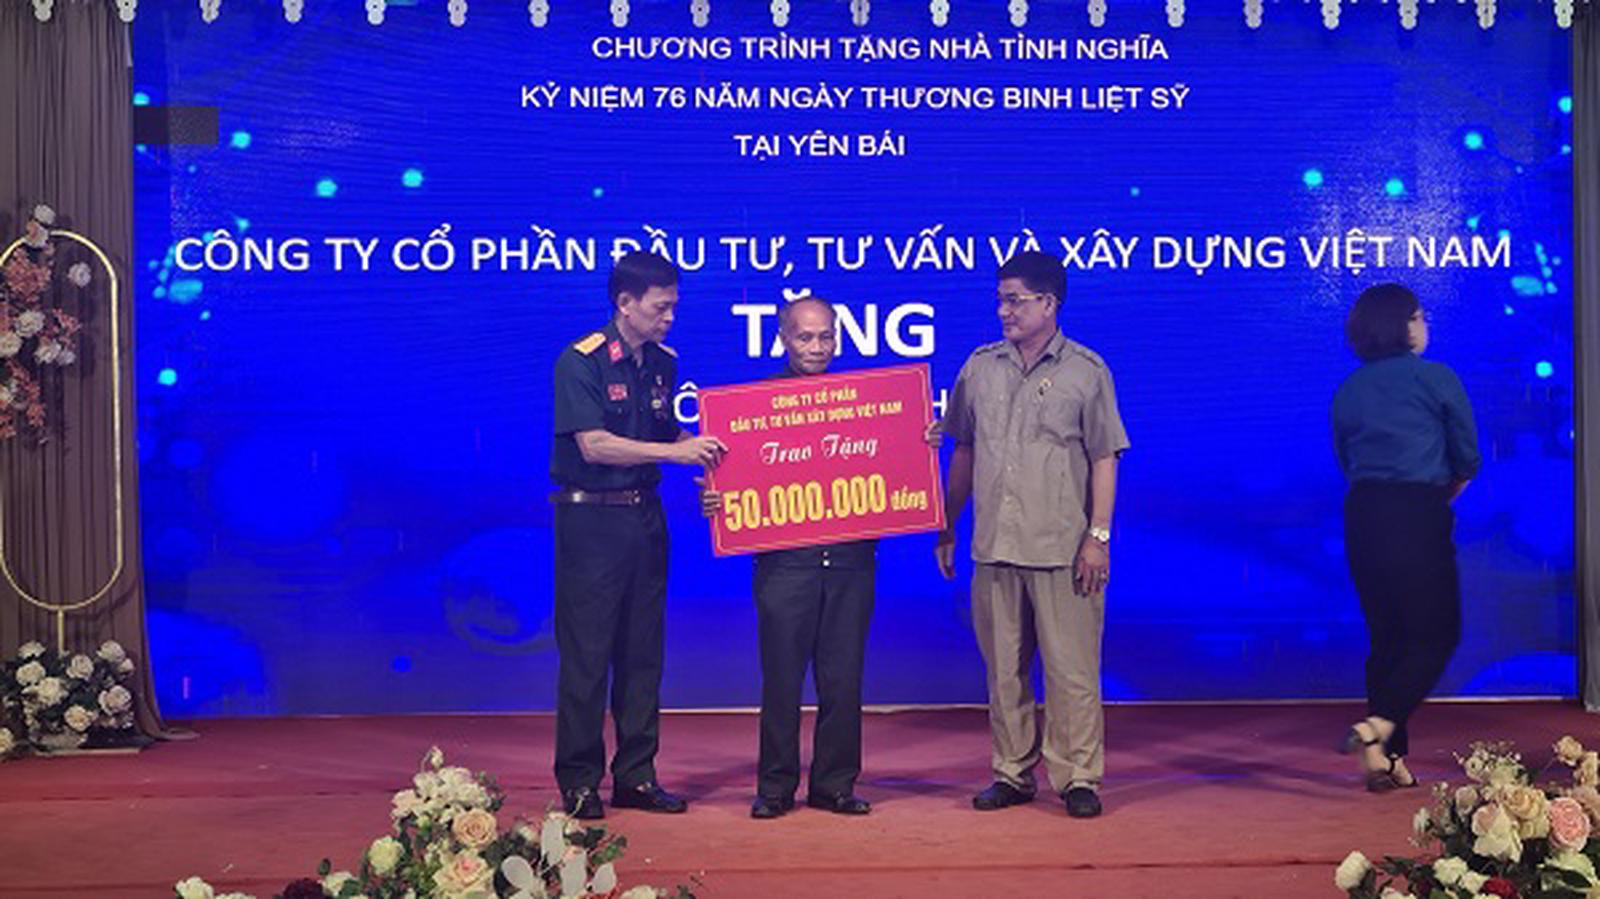 CHƯƠNG TRÌNH TẶNG NHÀ TÌNH NGHĨA
KỶ NIỆM 76 NĂM NGÀY THƯƠNG BINH LIỆT SỸ
TẠI YÊN BÁI
CÔNG TY CỔ PHẦN ĐẦU TƯ, TƯ VẤN VÀ XÂY DỰNG VIỆT NAM
TẶNG
CÔNG TY CỔ PHẦN
ĐẦU TƯ, TƯ VẤN XÂY DỰNG VIỆT NAM
Trao Tặng
50.000.000 đồng